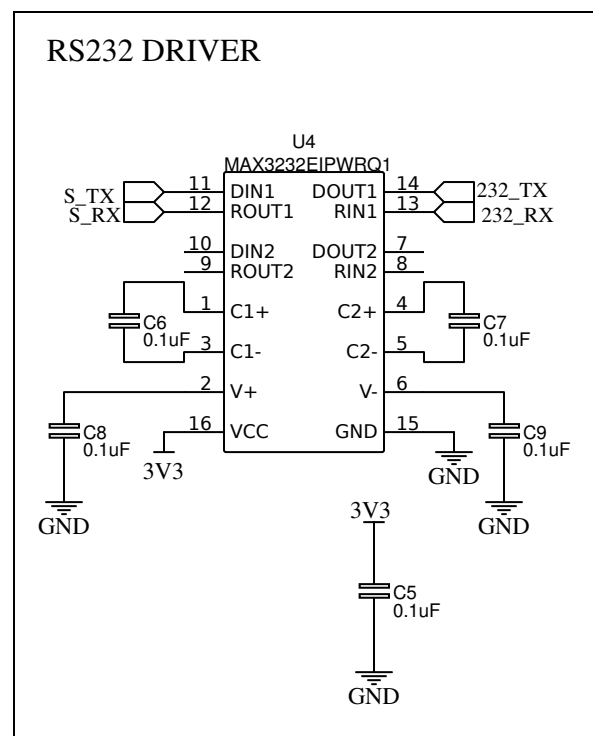 RS232 DRIVER
U4
MAX3232EIPWRQ1
S_TX 11 DIN1 DOUT1 14 232_TX
S_RX 12 ROUT1 RIN1 13 232_RX
10 DIN2 DOUT2 7
9 ROUT2 RIN2 8
1 C1+ C2+ 4
C6 C7
0.1uF 0.1uF
3 C1- C2- 5
2 V+ V- 6
C8 C9
0.1uF 0.1uF
16 VCC GND 15
3V3 GND
GND GND
3V3
C5
0.1uF
GND